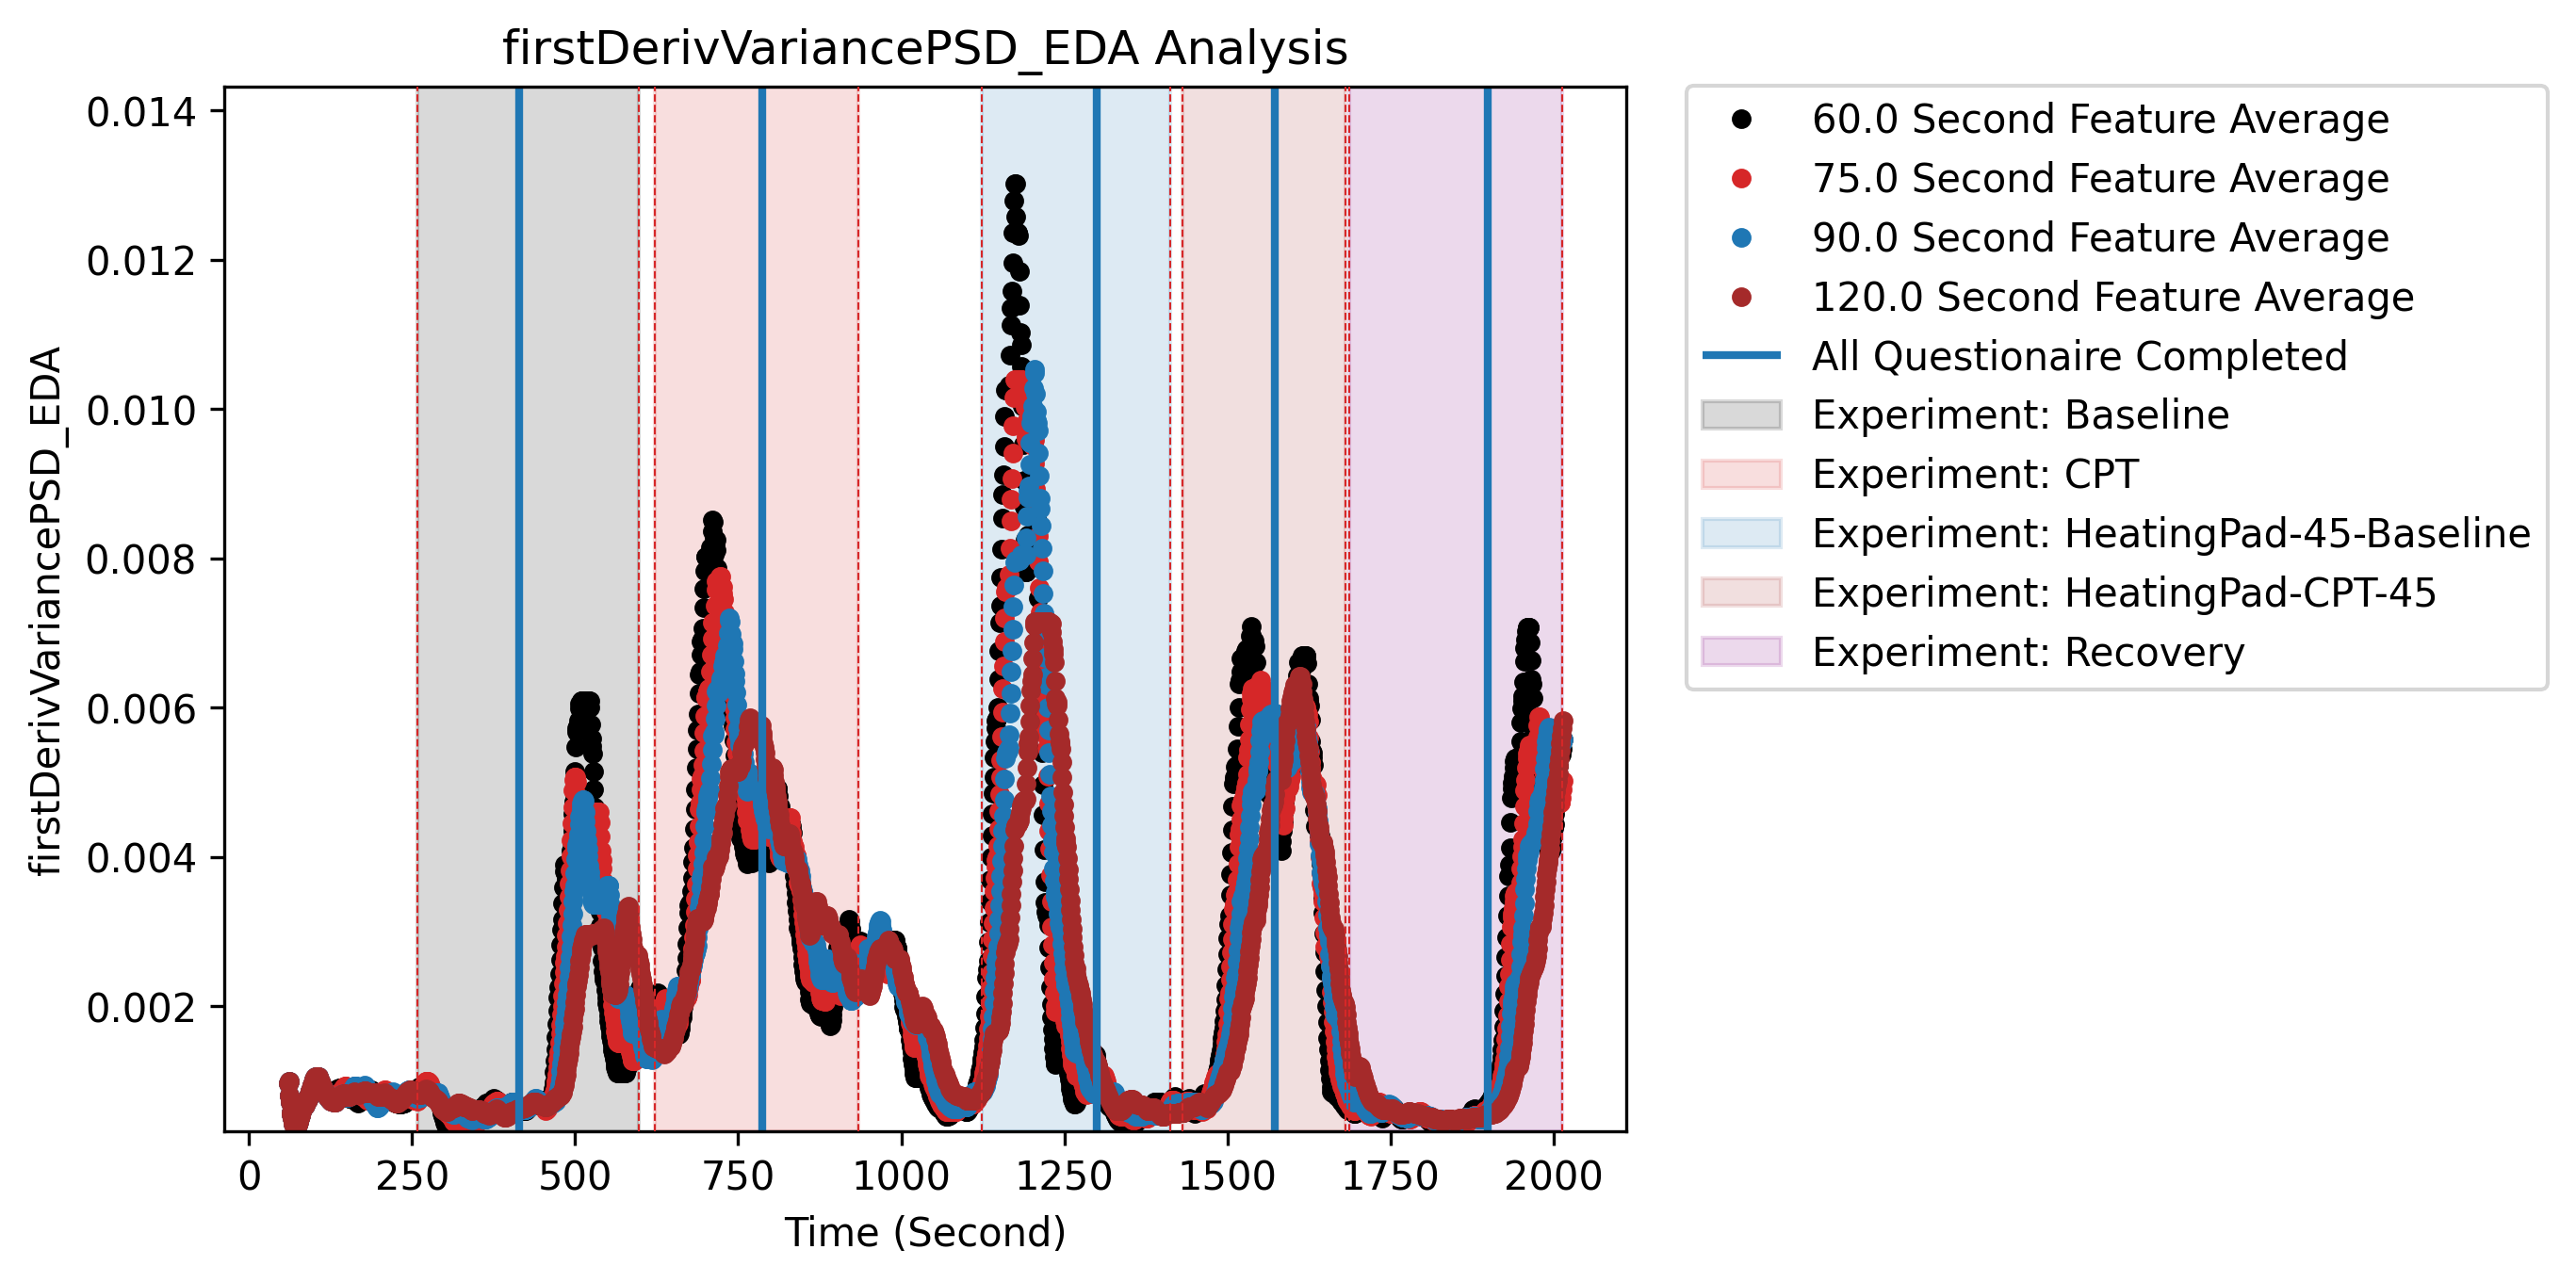 firstDerivVariancePSD_EDA Analysis
firstDerivVariancePSD_EDA
0.014
0.012
0.010
0.008
0.006
0.004
0.002
0 250 500 750 1000 1250 1500 1750 2000
Time (Second)
60.0 Second Feature Average
75.0 Second Feature Average
90.0 Second Feature Average
120.0 Second Feature Average
All Questionaire Completed
Experiment: Baseline
Experiment: CPT
Experiment: HeatingPad-45-Baseline
Experiment: HeatingPad-CPT-45
Experiment: Recovery